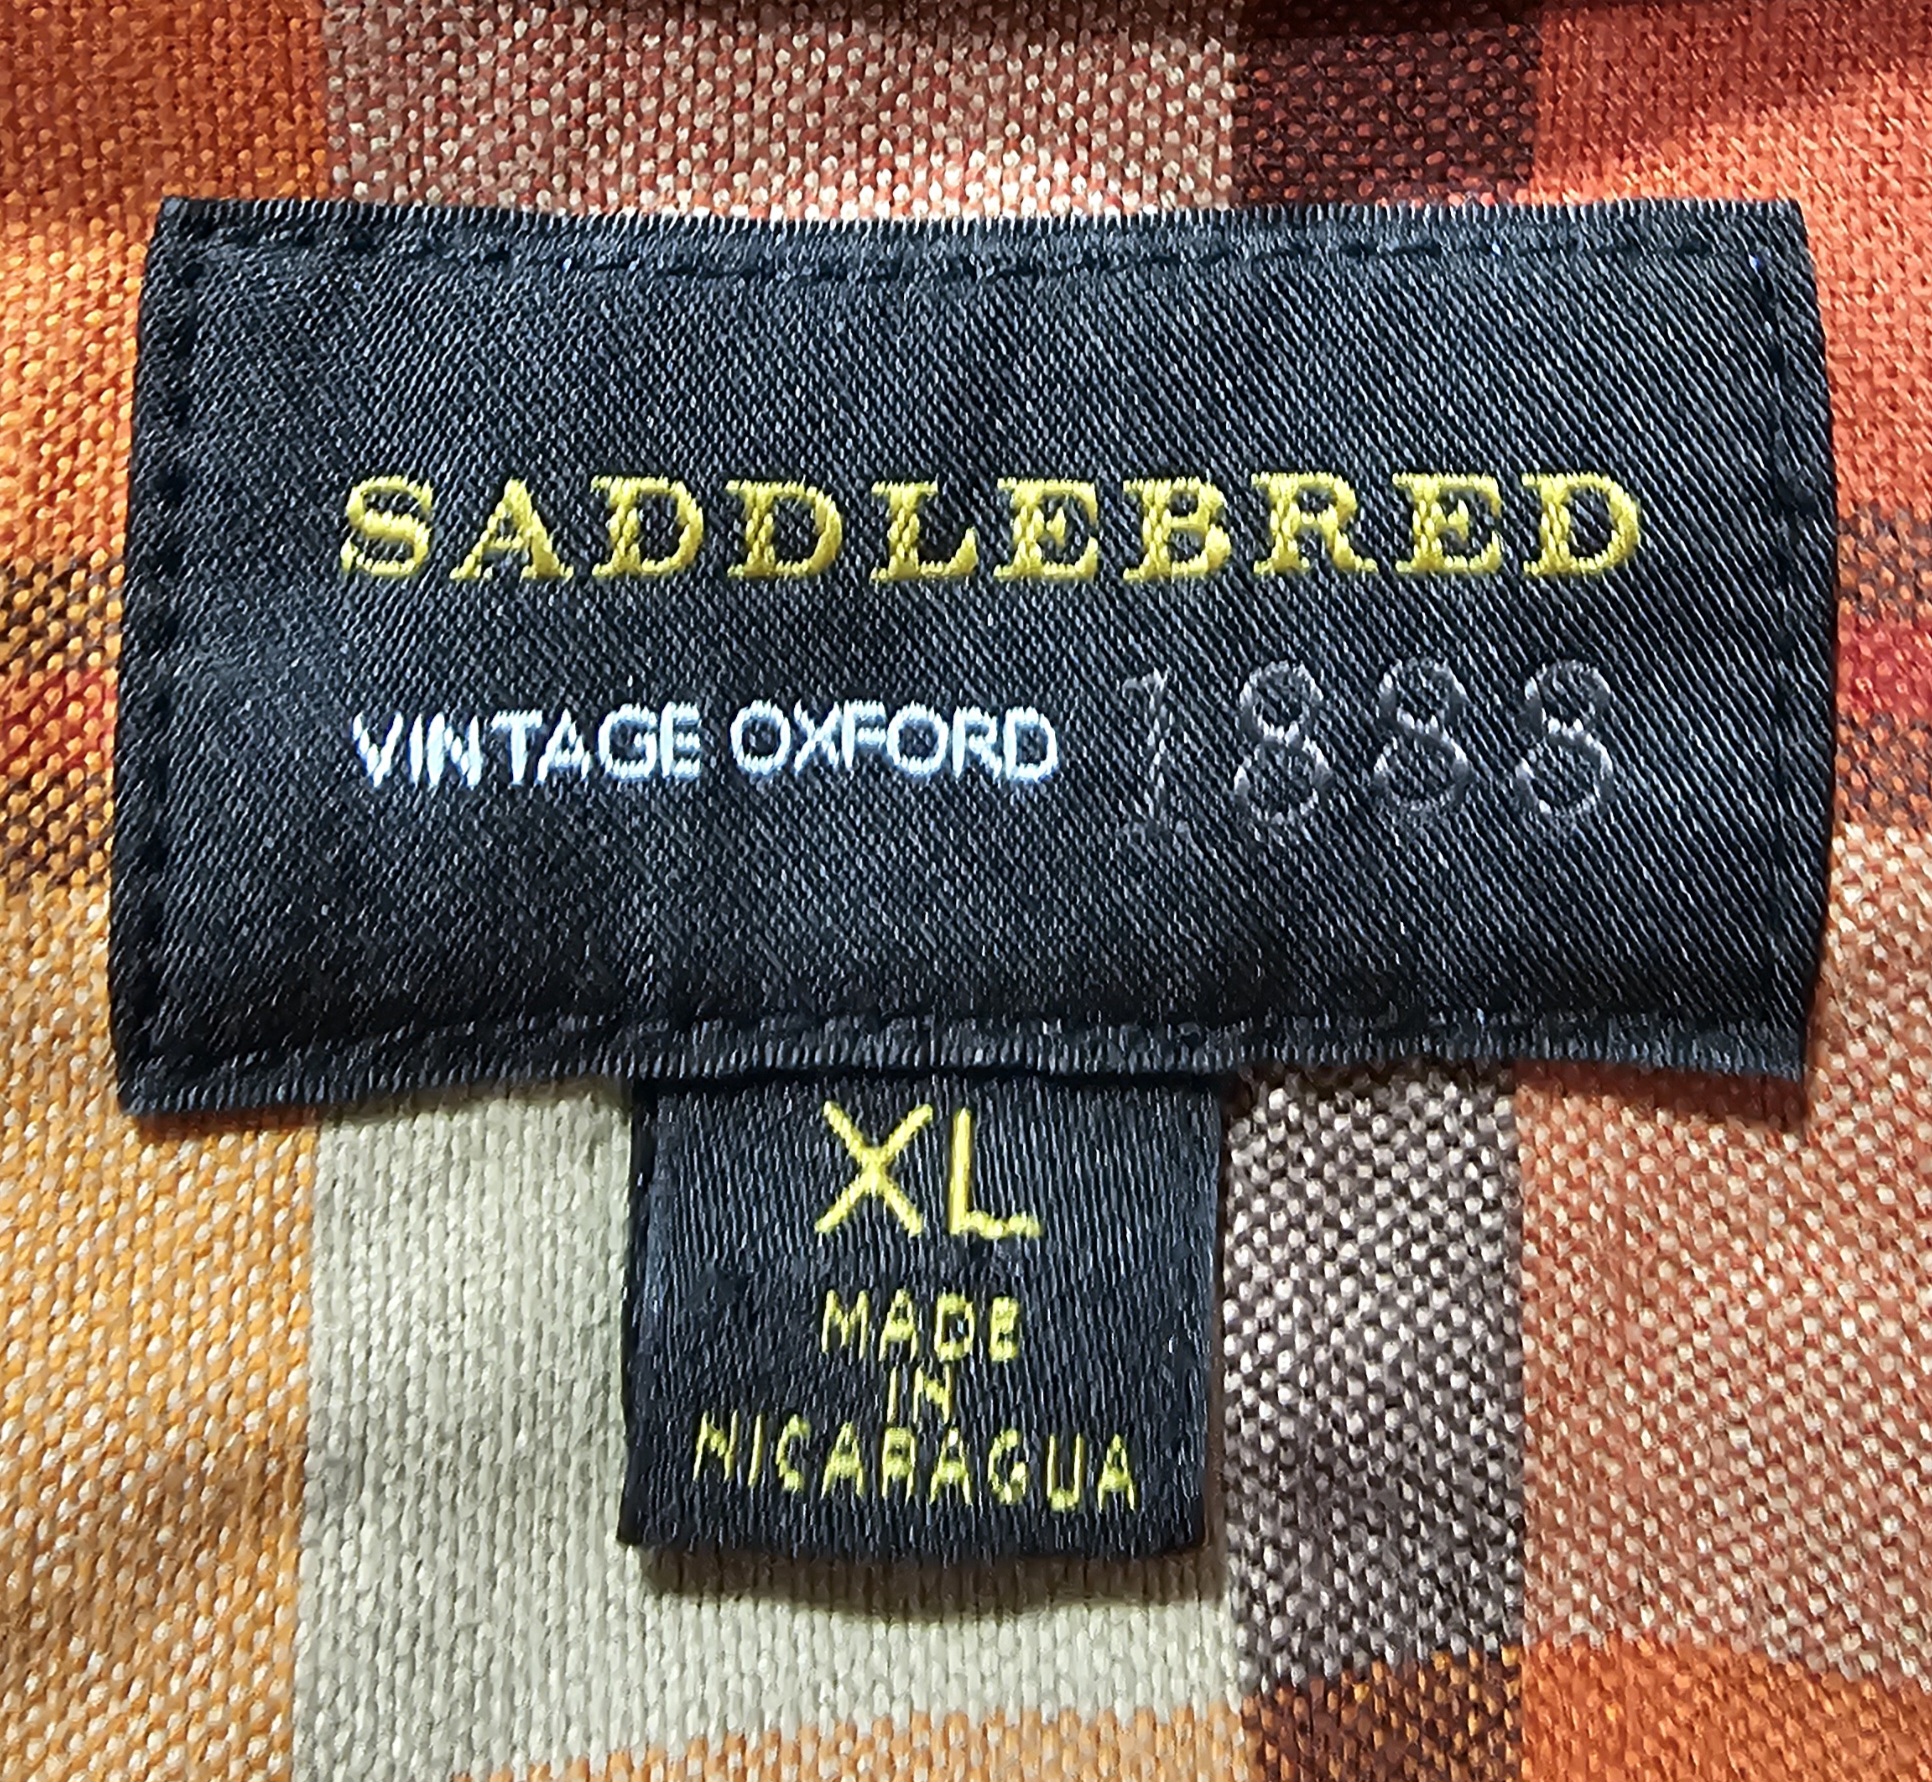 SADDLEBRED
VINTAGE OXFORD 1888
XL
MADE
IN
NICARAGUA